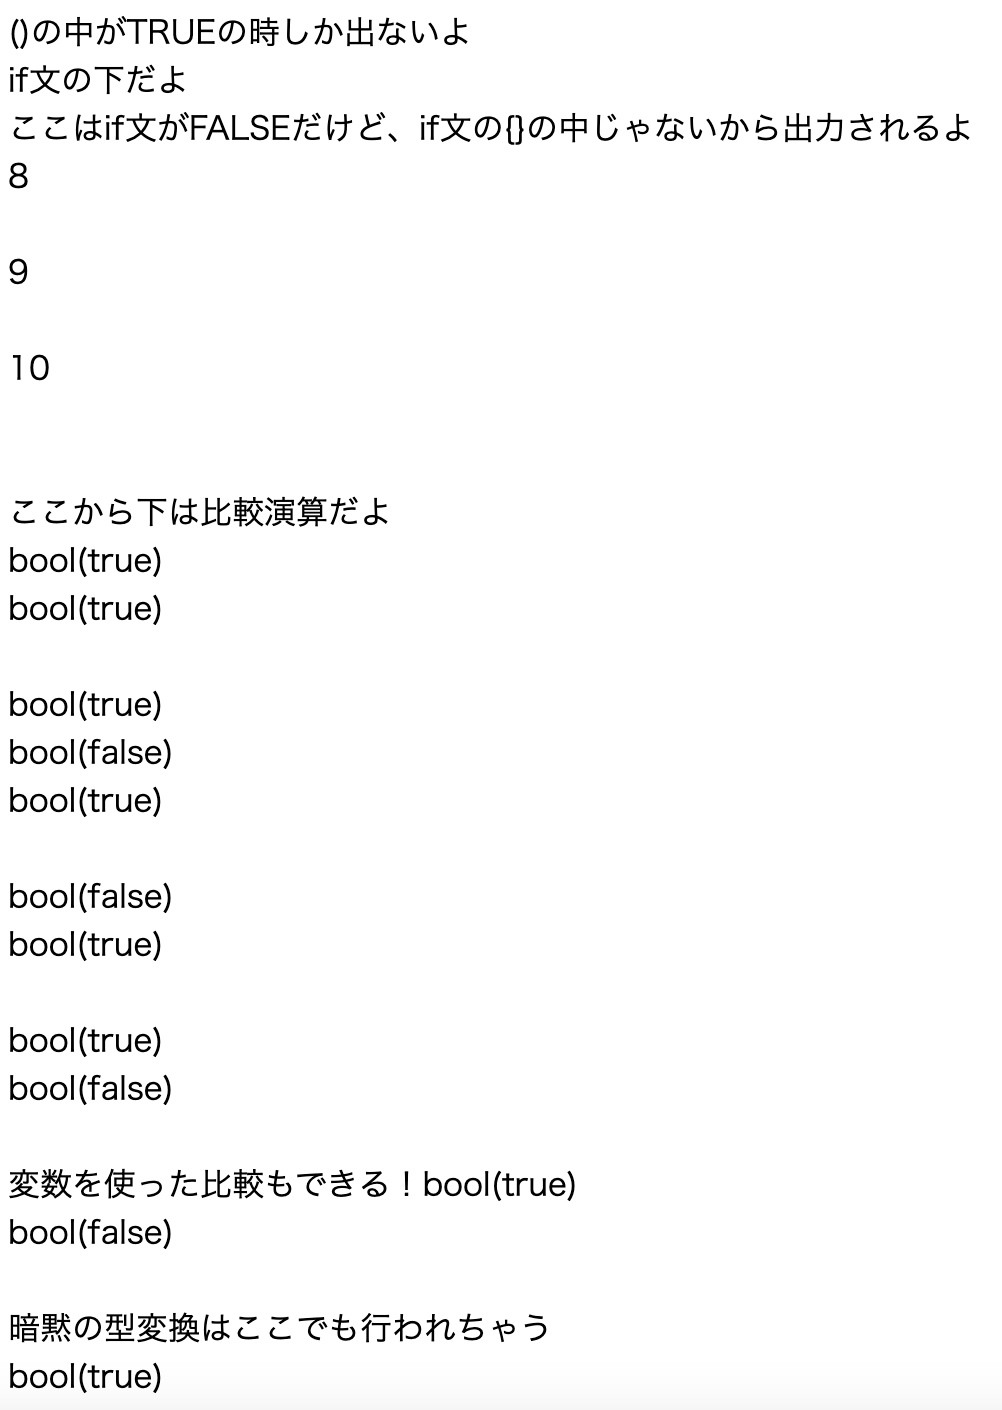 ()の中がTRUEの時しか出ないよ
if文の下だよ
ここはif文がFALSEだけど、if文の{}の中じゃないから出力されるよ
8
9
10
ここから下は比較演算だよ
bool(true)
bool(true)
bool(true)
bool(false)
bool(true)
bool(false)
bool(true)
bool(true)
bool(false)
変数を使った比較もできる！bool(true)
bool(false)
暗黙の型変換はここでも行われちゃう
bool(true)